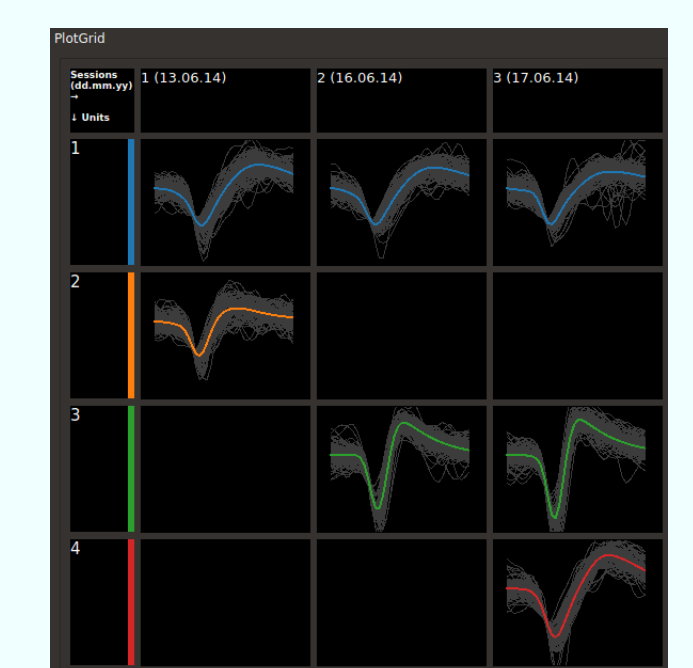 PlotGrid
Sessions
(dd.mm.yy)
→
↓ Units
1 (13.06.14)
2 (16.06.14)
3 (17.06.14)
1
2
3
4